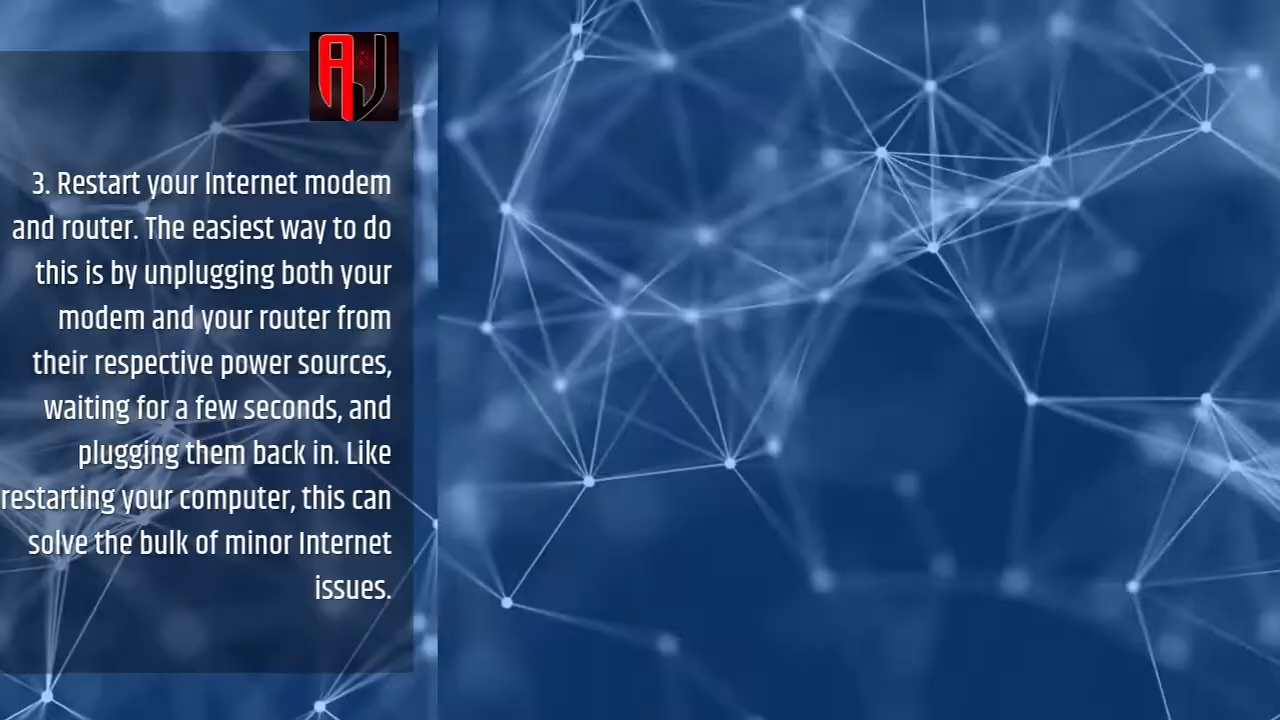 AJ
3. Restart your Internet modem
and router. The easiest way to do
this is by unplugging both your
modem and your router from
their respective power sources,
waiting for a few seconds, and
plugging them back in. Like
restarting your computer, this can
solve the bulk of minor Internet
issues.